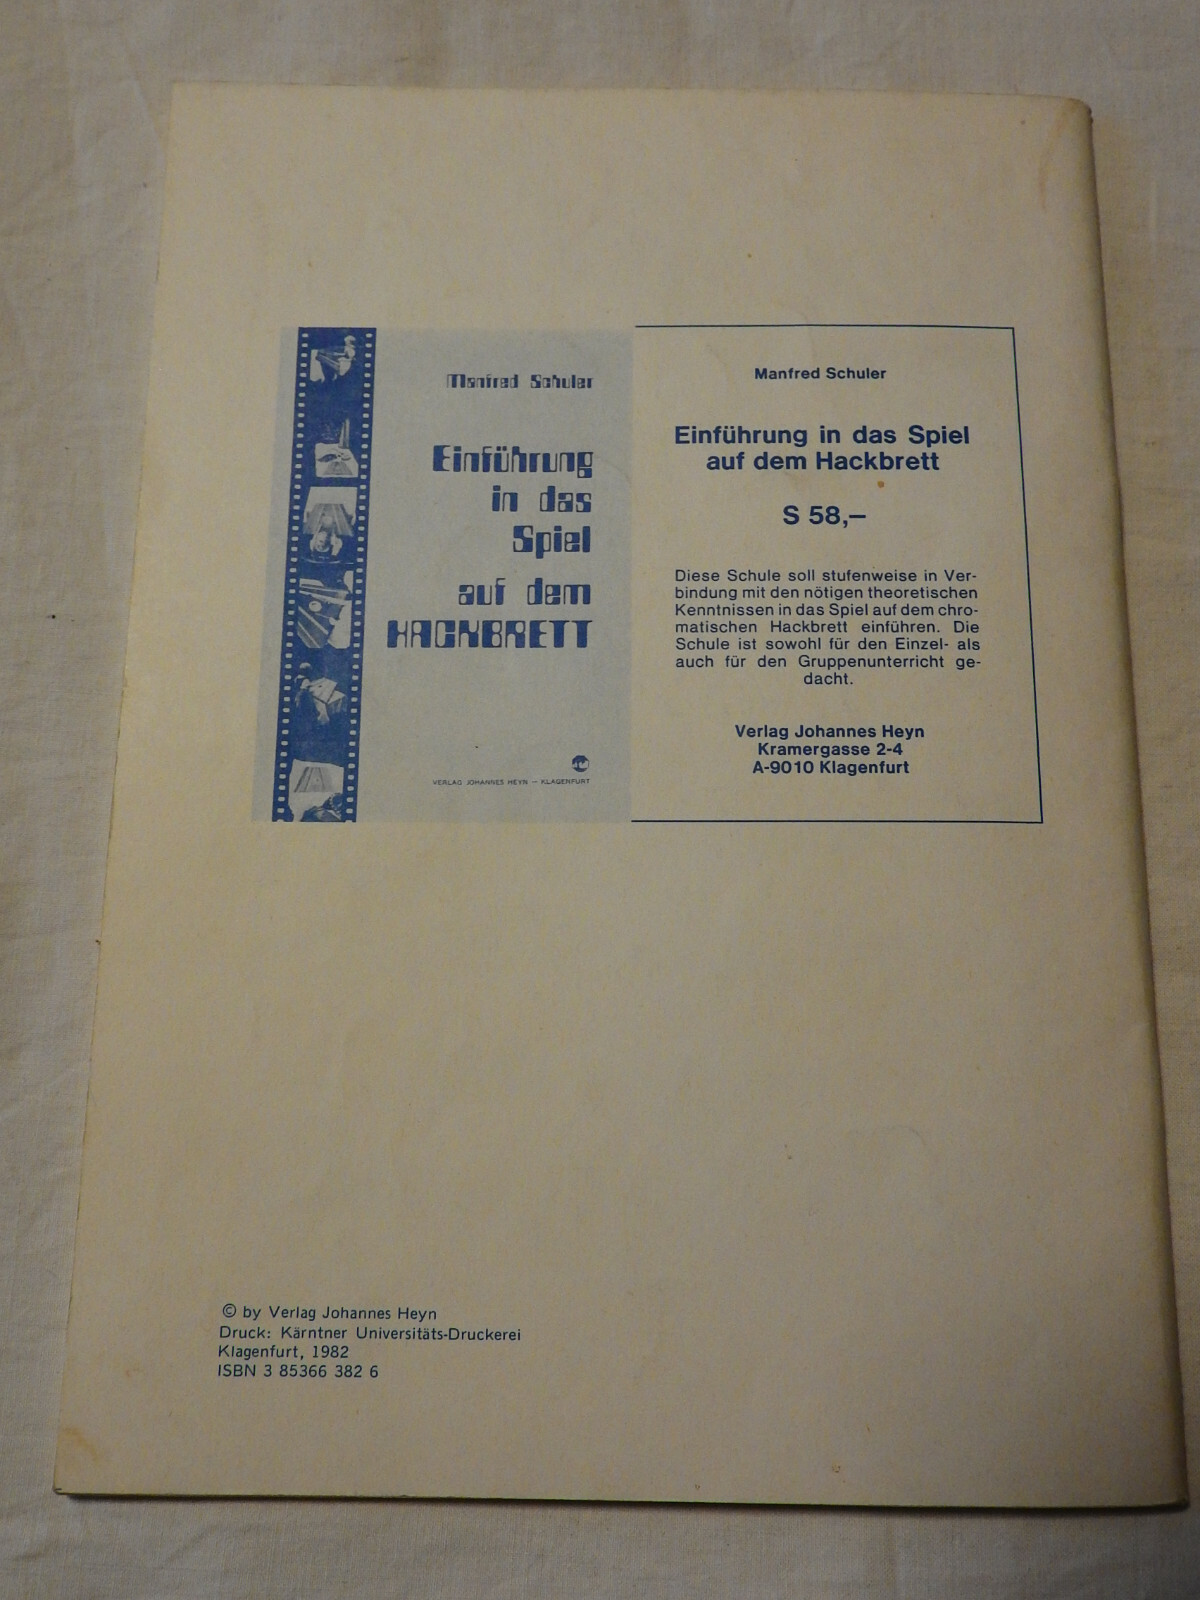 Manfred Schuler
Einführung
in das
Spiel
auf dem
HACKBRETT
VERLAG JOHANNES HEYN — KLAGENFURT
Manfred Schuler
Einführung in das Spiel
auf dem Hackbrett
S 58,—
Diese Schule soll stufenweise in Ver-
bindung mit den nötigen theoretischen
Kenntnissen in das Spiel auf dem chro-
matischen Hackbrett einführen. Die
Schule ist sowohl für den Einzel- als
auch für den Gruppenunterricht ge-
dacht.
Verlag Johannes Heyn
Kramergasse 2-4
A-9010 Klagenfurt
© by Verlag Johannes Heyn
Druck: Kärntner Universitäts-Druckerei
Klagenfurt, 1982
ISBN 3 85366 382 6